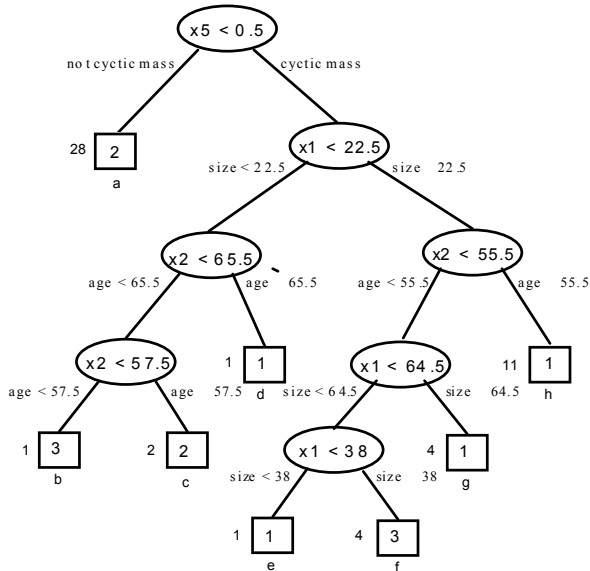 x5 < 0.5
not cyctic mass
cyctic mass
28
2
a
x1 < 22.5
size < 22.5
size 22.5
x2 < 65.5
x2 < 55.5
age < 65.5
age 65.5
age < 55.5
age 55.5
x2 < 57.5
1
1
d
x1 < 64.5
11
1
h
age < 57.5
age 57.5
size < 64.5
size 64.5
1
3
b
2
2
c
x1 < 38
4
1
g
size < 38
size 38
1
1
e
4
3
f